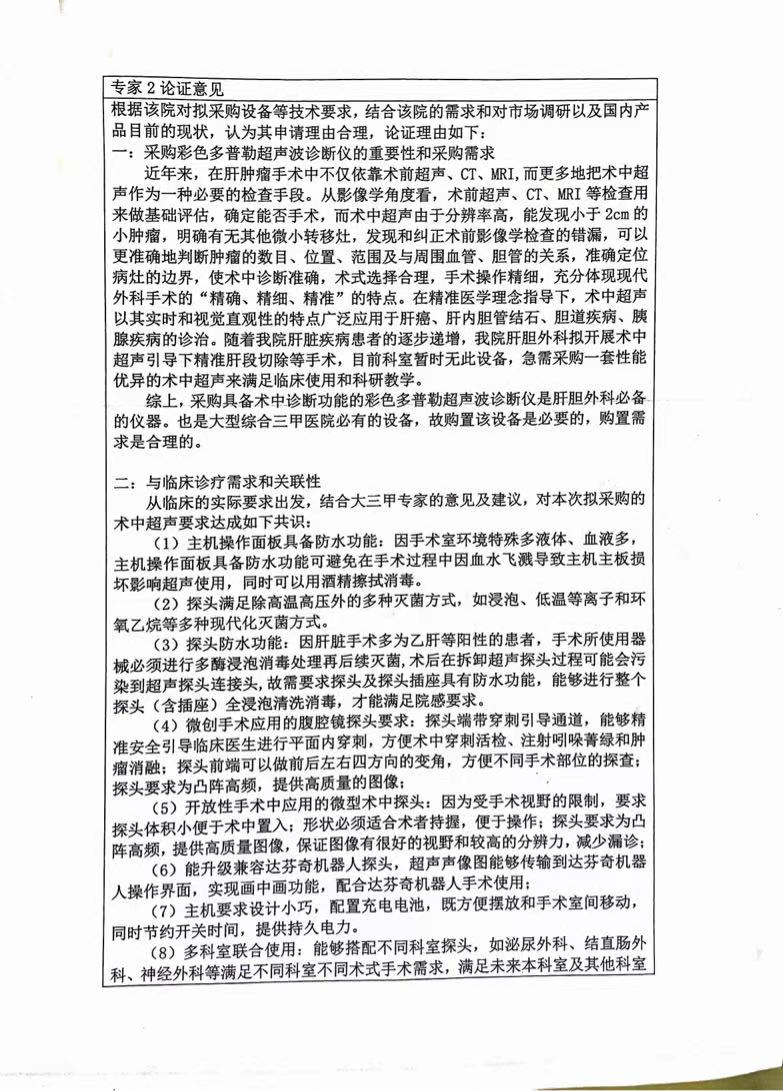 专家2论证意见
根据该院对拟采购设备等技术要求，结合该院的需求和对市场调研以及国内产
品目前的现状，认为其申请理由合理，论证理由如下：
一：采购彩色多普勒超声波诊断仪的重要性和采购需求
近年来，在肝肿瘤手术中不仅依靠术前超声、CT、MRI,而更多地把术中超
声作为一种必要的检查手段。从影像学角度看，术前超声、CT、MRI等检查用
来做基础评估，确定能否手术，而术中超声由于分辨率高，能发现小于2cm的
小肿瘤，明确有无其他微小转移灶，发现和纠正术前影像学检查的错漏，可以
更准确地判断肿瘤的数目、位置、范围及与周围血管、胆管的关系，准确定位
病灶的边界，使术中诊断准确，术式选择合理，手术操作精细，充分体现现代
外科手术的“精确、精细、精准”的特点。在精准医学理念指导下，术中超声
以其实时和视觉直观性的特点广泛应用于肝癌、肝内胆管结石、胆道疾病、胰
腺疾病的诊治。随着我院肝脏疾病患者的逐步递增，我院肝胆外科拟开展术中
超声引导下精准肝段切除等手术，目前科室暂时无此设备，急需采购一套性能
优异的术中超声来满足临床使用和科研教学。
综上，采购具备术中诊断功能的彩色多普勒超声波诊断仪是肝胆外科必备
的仪器。也是大型综合三甲医院必有的设备，故购置该设备是必要的，购置需
求是合理的。
二：与临床诊疗需求和关联性
从临床的实际要求出发，结合大三甲专家的意见及建议，对本次拟采购的
术中超声要求达成如下共识：
（1）主机操作面板具备防水功能：因手术室环境特殊多液体、血液多，
主机操作面板具备防水功能可避免在手术过程中因血水飞溅导致主机主板损
坏影响超声使用，同时可以用酒精擦拭消毒。
（2）探头满足除高温高压外的多种灭菌方式，如浸泡、低温等离子和环
氧乙烷等多种现代化灭菌方式。
（3）探头防水功能：因肝脏手术多为乙肝等阳性的患者，手术所使用器
械必须进行多酶浸泡消毒处理再后续灭菌,术后在拆卸超声探头过程可能会污
染到超声探头连接头,故需要求探头及探头插座具有防水功能，能够进行整个
探头（含插座）全浸泡清洗消毒，才能满足院感要求。
（4）微创手术应用的腹腔镜探头要求：探头端带穿刺引导通道，能够精
准安全引导临床医生进行平面内穿刺，方便术中穿刺活检、注射吲哚菁绿和肿
瘤消融；探头前端可以做前后左右四方向的变角，方便不同手术部位的探查；
探头要求为凸阵高频，提供高质量的图像；
（5）开放性手术中应用的微型术中探头：因为受手术视野的限制，要求
探头体积小便于术中置入；形状必须适合术者持握，便于操作；探头要求为凸
阵高频，提供高质量图像，保证图像有很好的视野和较高的分辨力，减少漏诊；
（6）能升级兼容达芬奇机器人探头，超声声像图能够传输到达芬奇机器
人操作界面，实现画中画功能，配合达芬奇机器人手术使用；
（7）主机要求设计小巧，配置充电电池，既方便摆放和手术室间移动，
同时节约开关时间，提供持久电力。
（8）多科室联合使用：能够搭配不同科室探头，如泌尿外科、结直肠外
科、神经外科等满足不同科室不同术式手术需求，满足未来本科室及其他科室